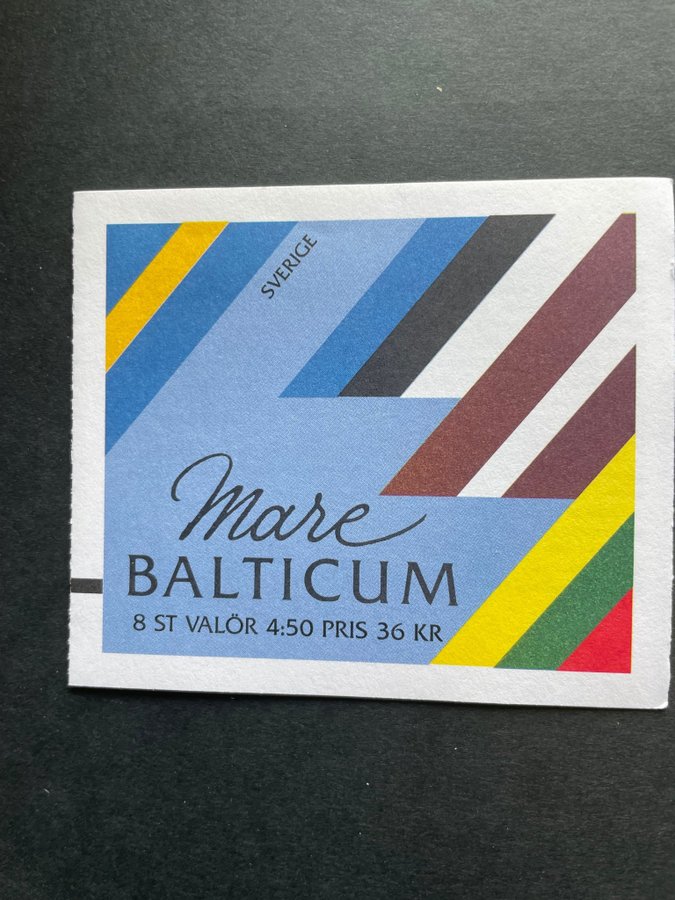 SVERIGE
Mare
BALTICUM
8 ST VALÖR 4:50 PRIS 36 KR